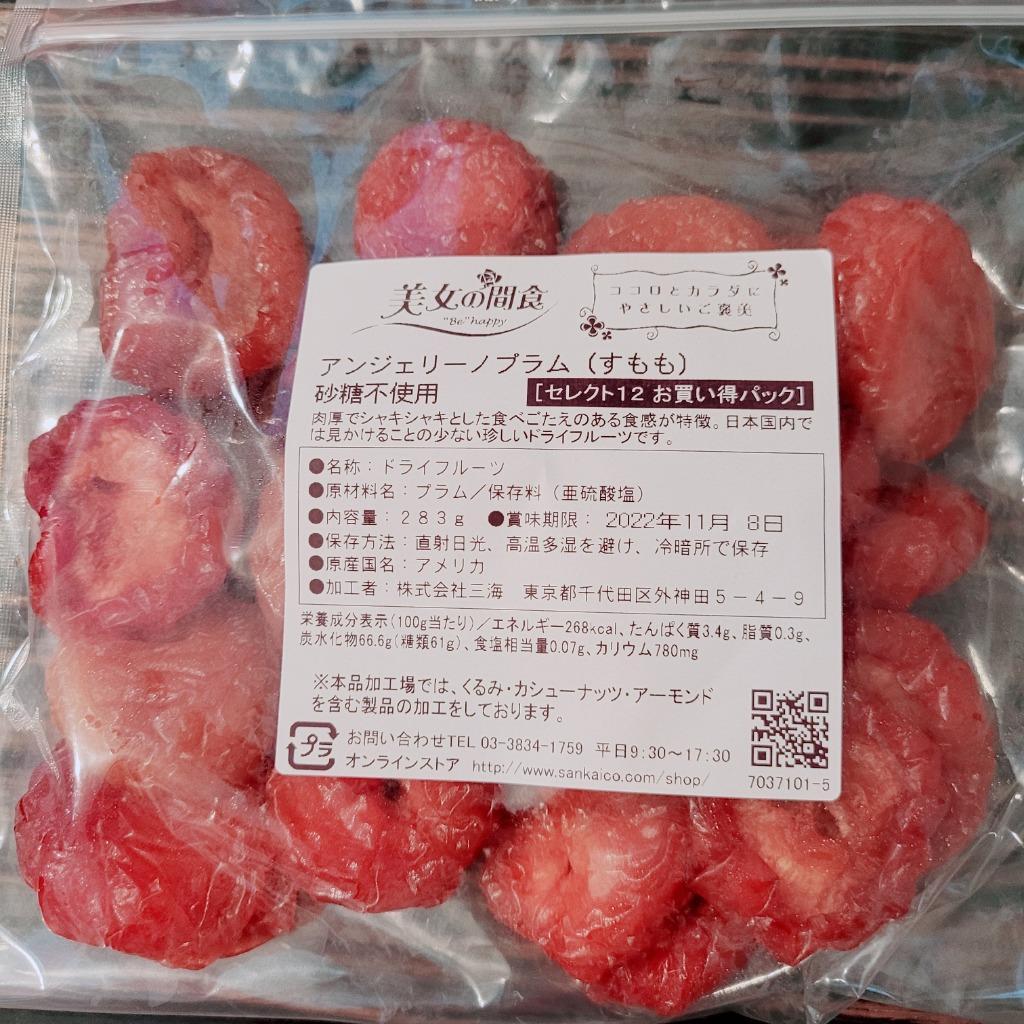 美女の間食
"Be" happy
ココロとカラダに
やさしいご褒美
アンジェリーノプラム（すもも）
砂糖不使用 [セレクト12 お買い得パック]
肉厚でシャキシャキとした食べごたえのある食感が特徴。日本国内で
は見かけることの少ない珍しいドライフルーツです。
●名称：ドライフルーツ
●原材料名：プラム／保存料（亜硫酸塩）
●内容量：２８３ｇ ●賞味期限： 2022年11月 8日
●保存方法：直射日光、高温多湿を避け、冷暗所で保存
●原産国名：アメリカ
●加工者：株式会社三海 東京都千代田区外神田５－４－９
栄養成分表示(100g当たり)／エネルギー268kcal、たんぱく質3.4g、脂質0.3g、
炭水化物66.6g(糖類61g)、食塩相当量0.07g、カリウム780mg
※本品加工場では、くるみ・カシューナッツ・アーモンド
を含む製品の加工をしております。
プラ
お問い合わせTEL 03-3834-1759 平日9:30～17:30
オンラインストア http://www.sankaico.com/shop/
7037101-5